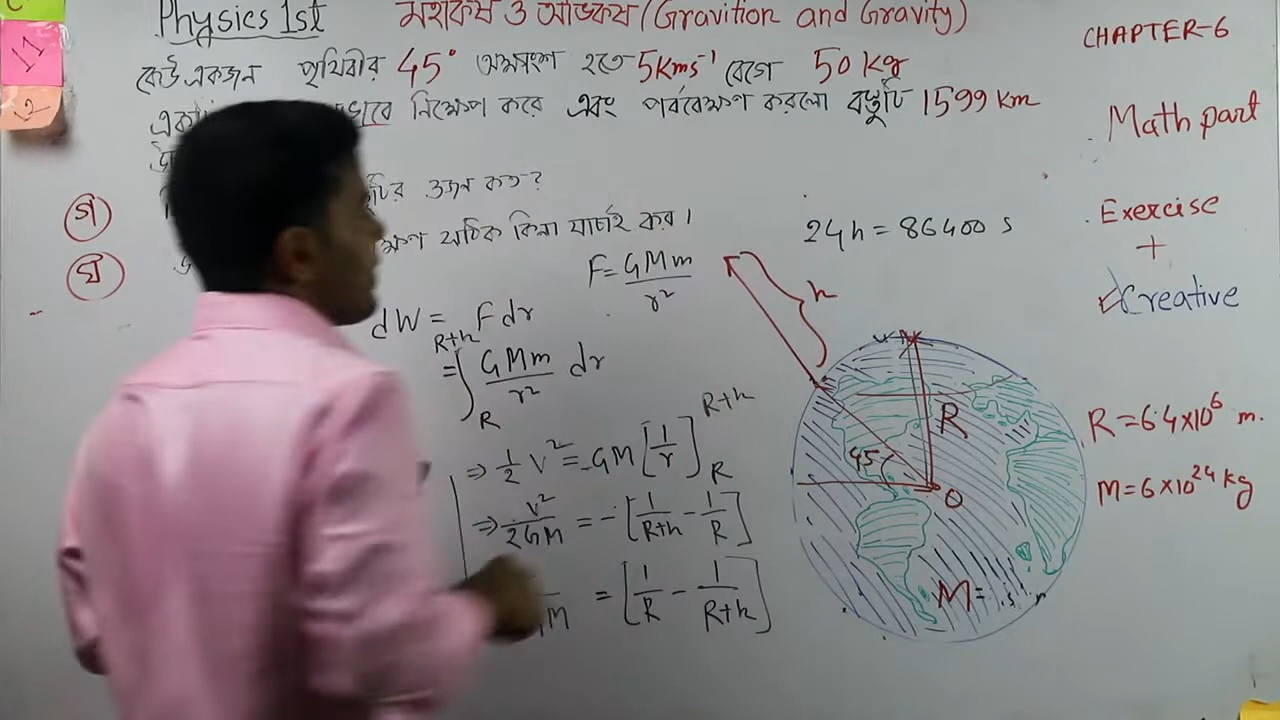 Physics 1st মহাকর্ষ ও অভিকর্ষ (Gravition and Gravity)
CHAPTER-6
কেউ একজন পৃথিবীর 45° অক্ষাংশ হতে 5Kms⁻¹ বেগে 50 kg
নিক্ষেপ করে এবং পর্যবেক্ষণ করলো বস্তুটি 1599 Km
Math part
গ
ওজন কত?
ঘ
সঠিক কিনা যাচাই কর।
24h = 86400 s
Exercise
+
Creative
F = GMm/r²
h
dW = F dr
= ∫_R^{R+h} GMm/r² dr
⇒ 1/2 v² = -GM [1/r]_R^{R+h}
⇒ v²/2GM = -[1/R+h - 1/R]
= [1/R - 1/R+h]
R
45
O
M=
R = 6.4×10⁶ m.
M = 6×10²⁴ kg